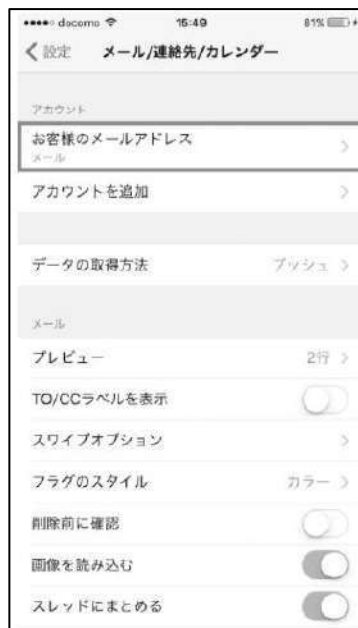 docomo 15:49 81%
設定 メール/連絡先/カレンダー
アカウント
お客様のメールアドレス
メール
アカウントを追加
データの取得方法 プッシュ
メール
プレビュー 2行
TO/CCラベルを表示
スワイプオプション
フラグのスタイル カラー
削除前に確認
画像を読み込む
スレッドにまとめる